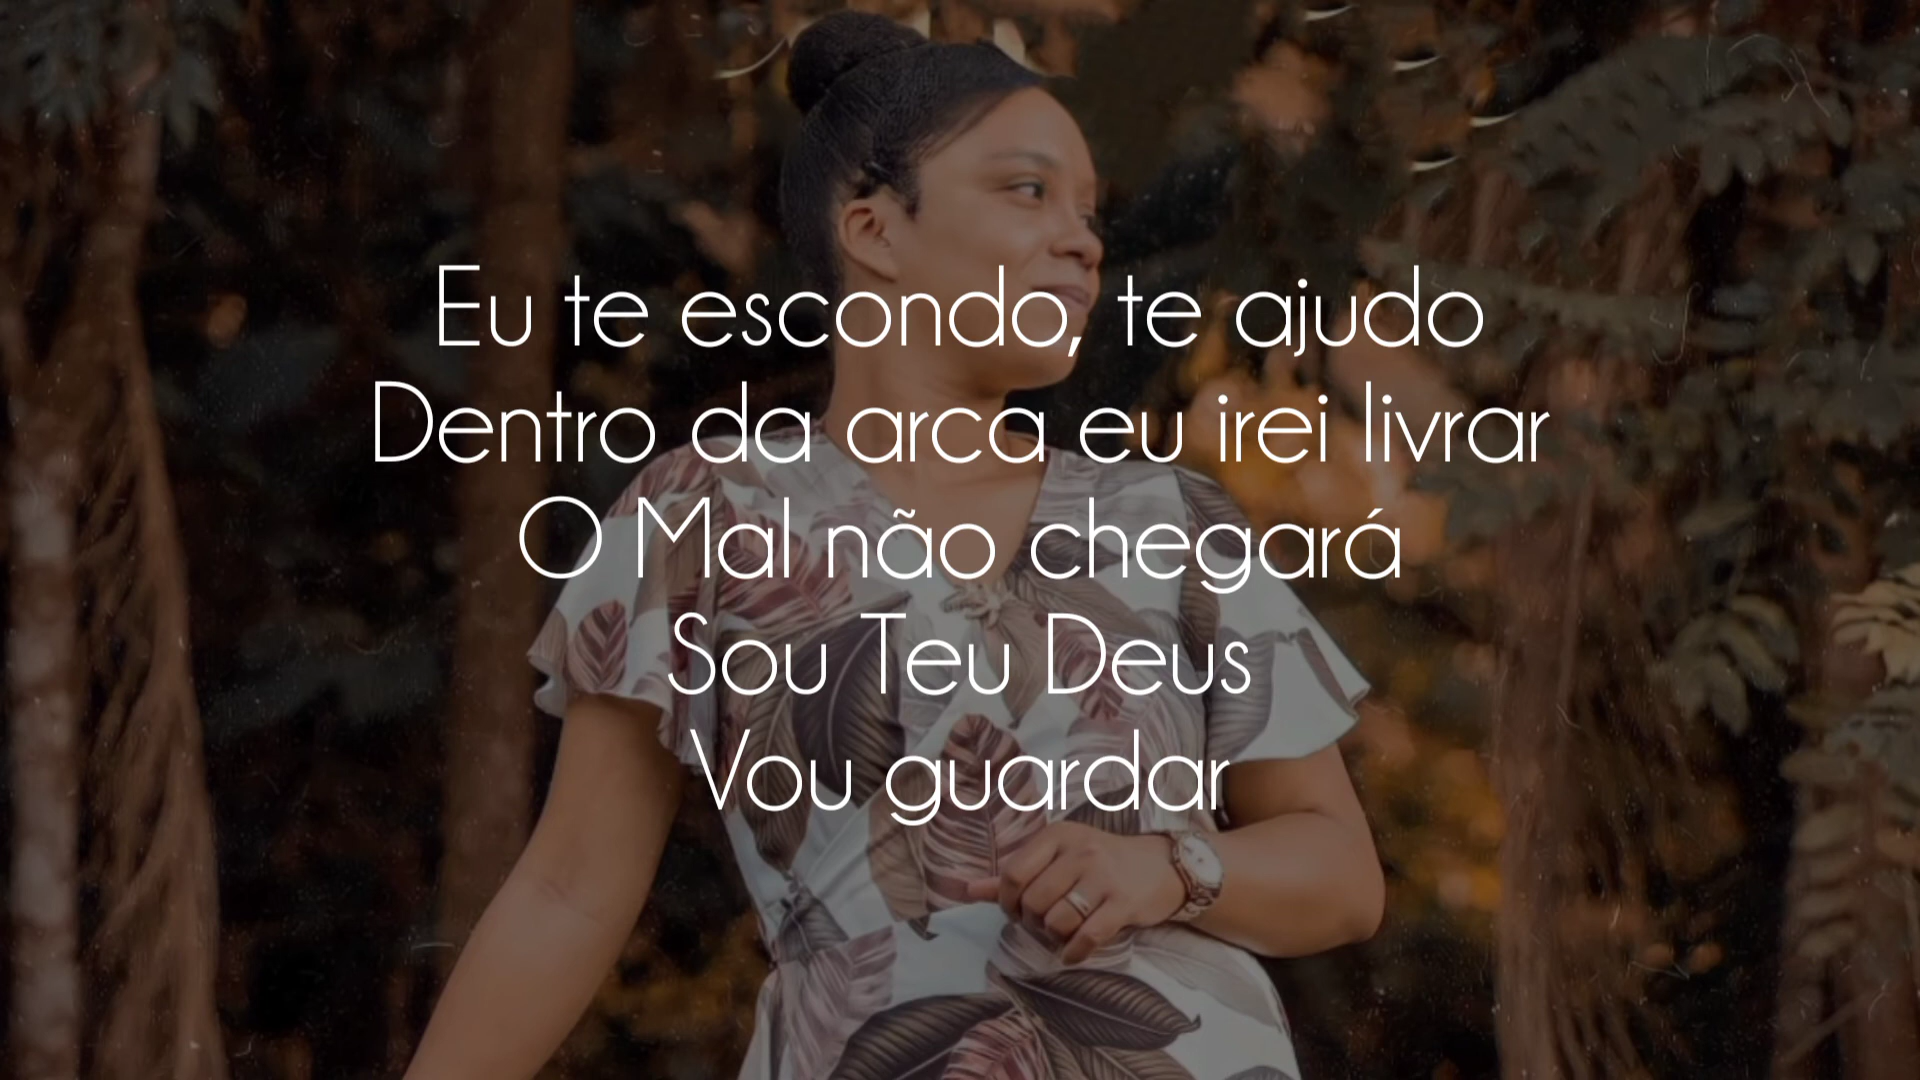 Eu te escondo, te ajudo
Dentro da arca eu irei livrar
O Mal não chegará
Sou Teu Deus
Vou guardar